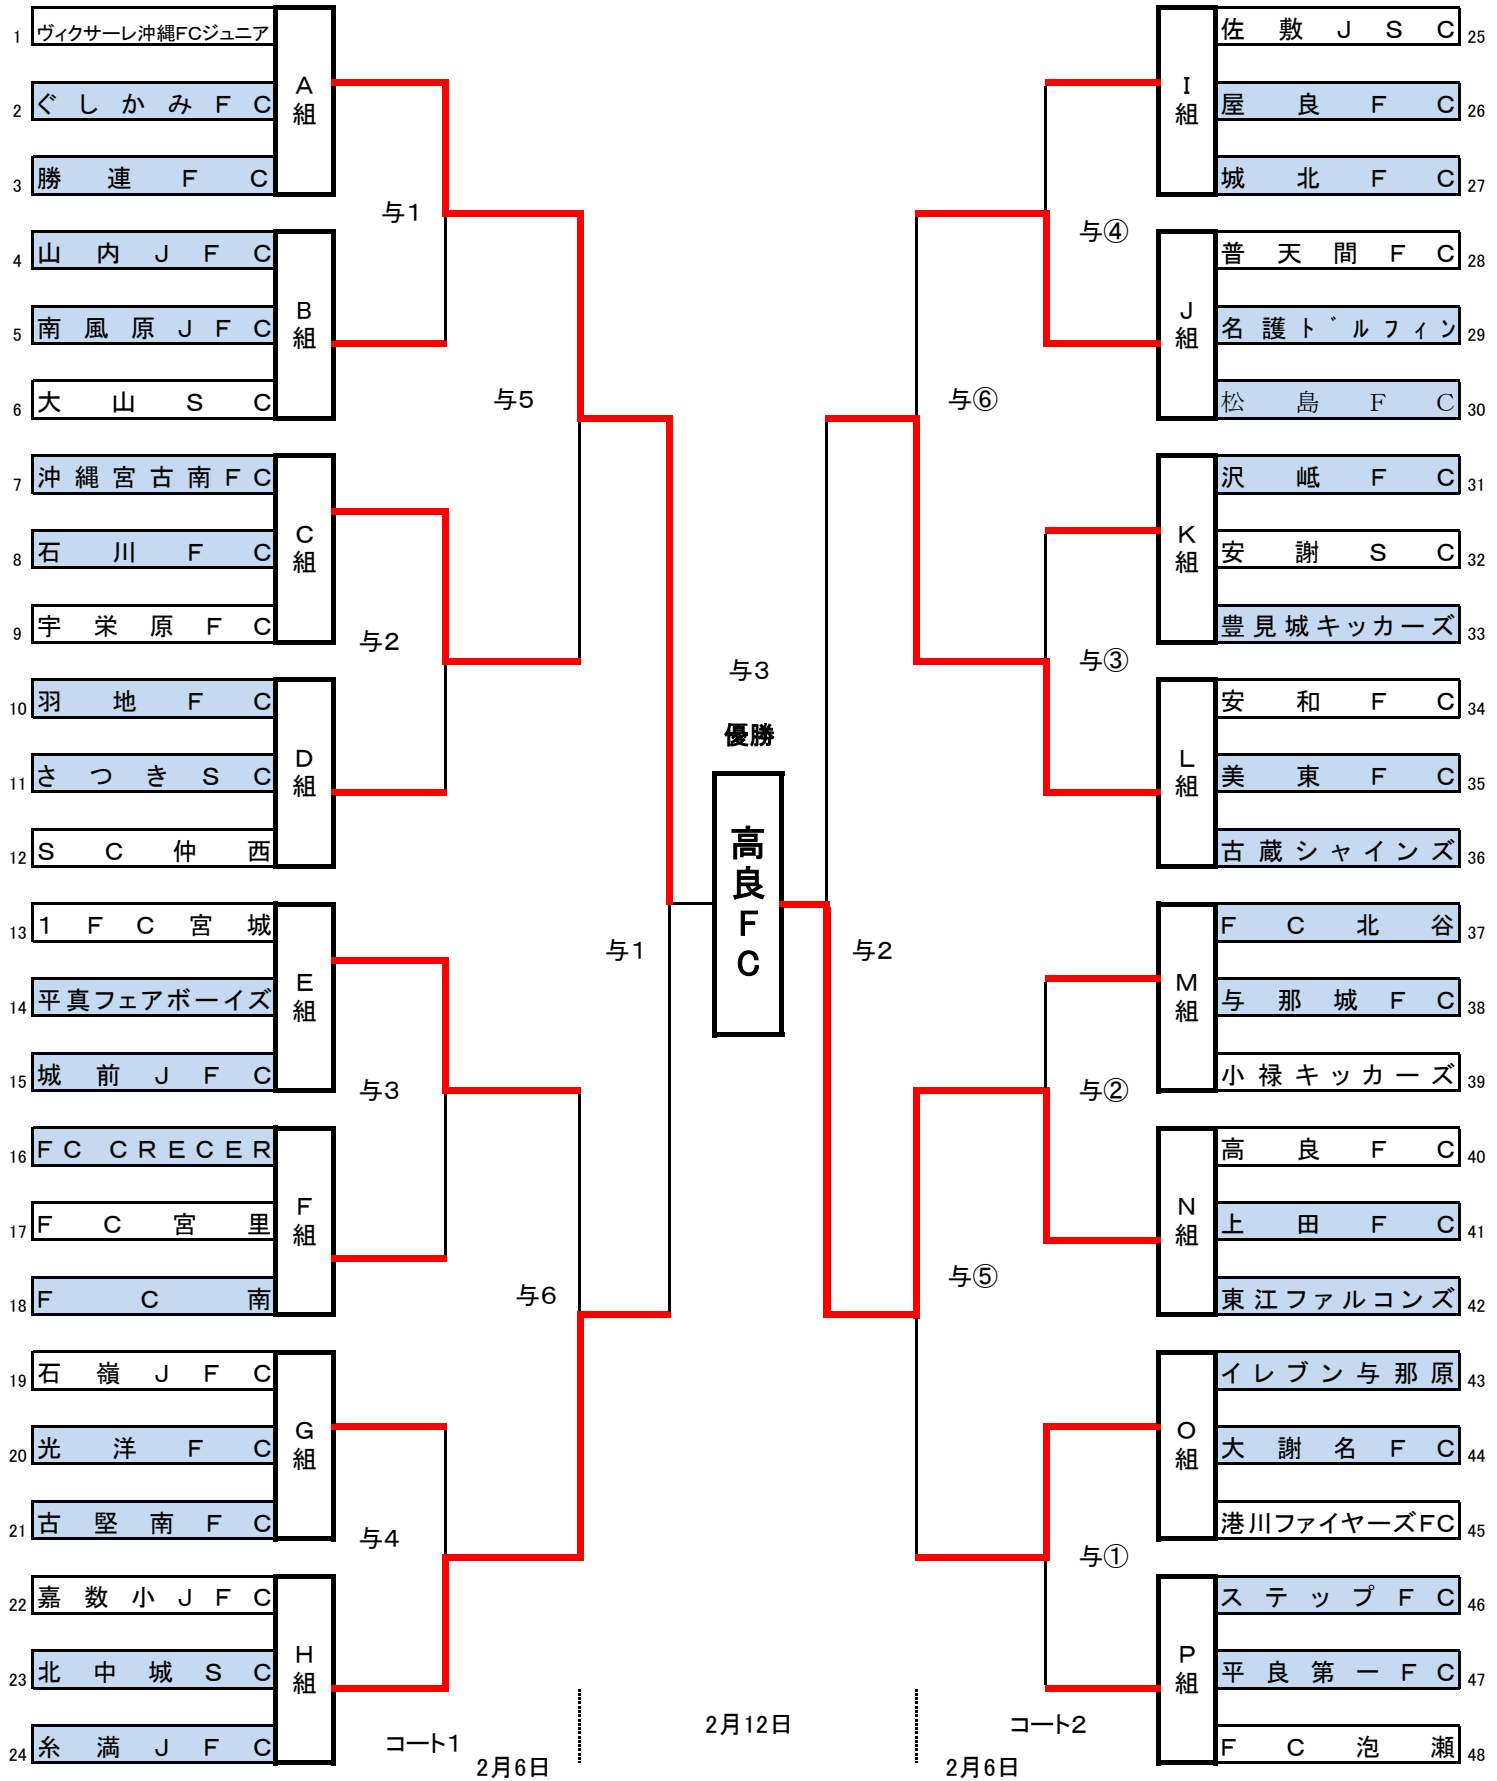 1 ヴィクサーレ沖縄FCジュニア
2 ぐしかみFC
3 勝連FC
A組
与1
4 山内JFC
5 南風原JFC
6 大山SC
B組
与5
7 沖縄宮古南FC
8 石川FC
9 宇栄原FC
C組
与2
10 羽地FC
11 さつきSC
12 SC仲西
D組
13 1FC宮城
14 平真フェアボーイズ
15 城前JFC
E組
与3
16 FC CRECER
17 FC宮里
18 FC南
F組
与6
19 石嶺JFC
20 光洋FC
21 古堅南FC
G組
与4
22 嘉数小JFC
23 北中城SC
24 糸満JFC
H組
コート1
2月6日
与3
優勝
高良FC
与1
与2
2月12日
佐敷JSC 25
屋良FC 26
城北FC 27
I組
与④
普天間FC 28
名護ドルフィン 29
松島FC 30
J組
与⑥
沢岻FC 31
安謝SC 32
豊見城キッカーズ 33
K組
与③
安和FC 34
美東FC 35
古蔵シャインズ 36
L組
FC北谷 37
与那城FC 38
小禄キッカーズ 39
M組
与②
高良FC 40
上田FC 41
東江ファルコンズ 42
N組
与⑤
イレブン与那原 43
大謝名FC 44
港川ファイヤーズFC 45
O組
与①
ステップFC 46
平良第一FC 47
FC泡瀬 48
P組
コート2
2月6日